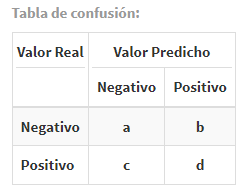 Tabla de confusión:
Valor Real Valor Predicho
Negativo Positivo
Negativo a b
Positivo c d